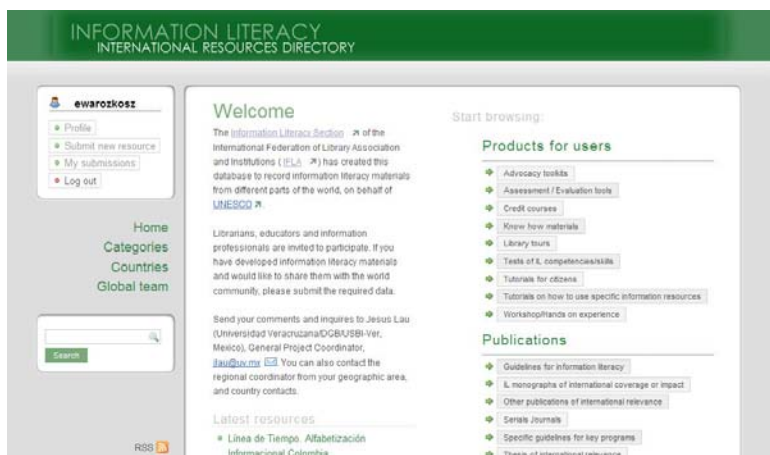 INFORMATION LITERACY
INTERNATIONAL RESOURCES DIRECTORY
ewarozkosz
Profile
Submit new resource
My submissions
Log out
Home
Categories
Countries
Global team
Search
RSS
Welcome
The Information Literacy Section of the
International Federation of Library Association
and Institutions ( IFLA ) has created this
database to record information literacy materials
from different parts of the world, on behalf of
UNESCO .
Librarians, educators and information
professionals are invited to participate. If you
have developed information literacy materials
and would like to share them with the world
community, please submit the required data.
Send your comments and inquires to Jesus Lau
(Universidad Veracruzana/DGB/USBI-Ver,
Mexico), General Project Coordinator,
jlau@uv.mx You can also contact the
regional coordinator from your geographic area,
and country contacts.
Latest resources
Línea de Tiempo. Alfabetización
Informacional Colombia
Start browsing:
Products for users
Advocacy toolkits
Assessment / Evaluation tools
Credit courses
Know how materials
Library tours
Tests of IL competencies/skills
Tutorials for citizens
Tutorials on how to use specific information resources
Workshop/Hands on experience
Publications
Guidelines for information literacy
IL monographs of international coverage or impact
Other publications of international relevance
Serials Journals
Specific guidelines for key programs
Thesis of international relevance